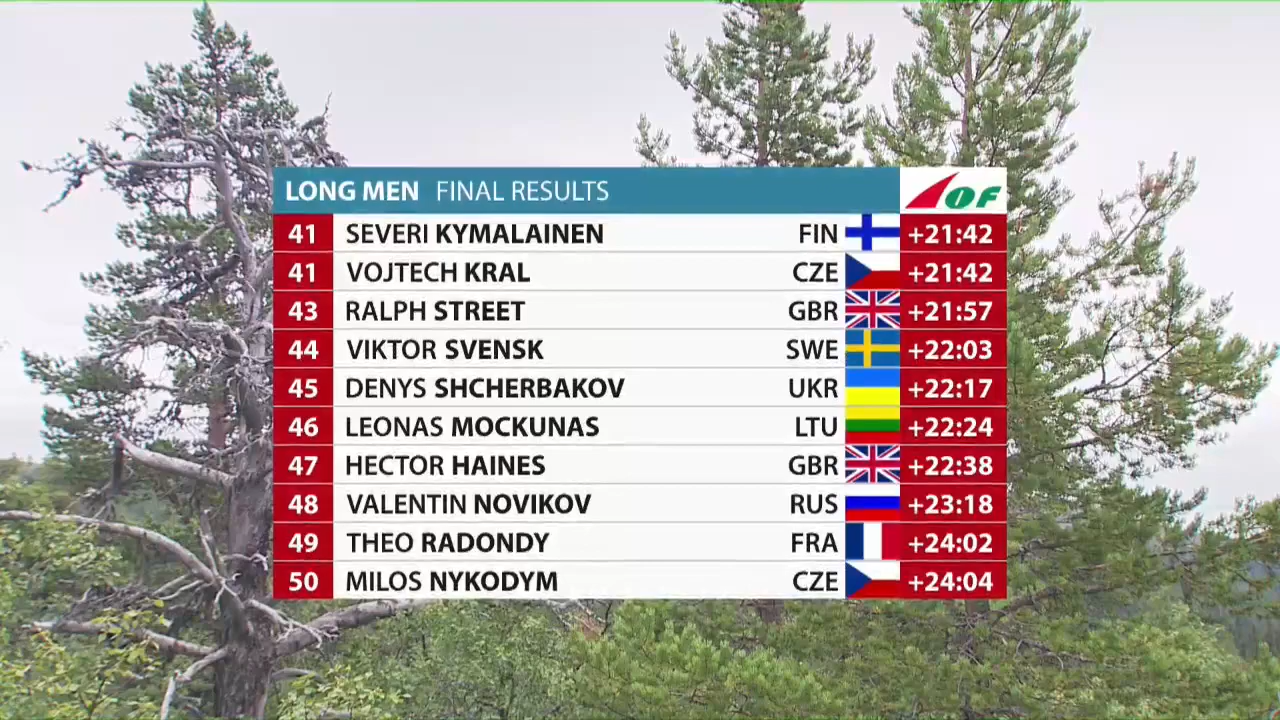 LONG MEN FINAL RESULTS IOF
41 SEVERI KYMALAINEN FIN +21:42
41 VOJTECH KRAL CZE +21:42
43 RALPH STREET GBR +21:57
44 VIKTOR SVENSK SWE +22:03
45 DENYS SHCHERBAKOV UKR +22:17
46 LEONAS MOCKUNAS LTU +22:24
47 HECTOR HAINES GBR +22:38
48 VALENTIN NOVIKOV RUS +23:18
49 THEO RADONDY FRA +24:02
50 MILOS NYKODYM CZE +24:04